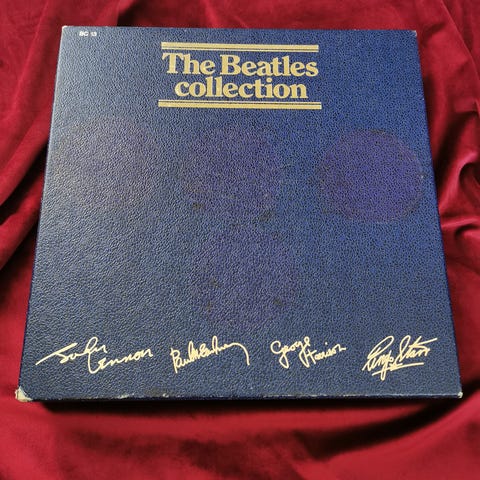 BC 13
The Beatles
collection
John Lennon
Paul McCartney
George Harrison
Ringo Starr